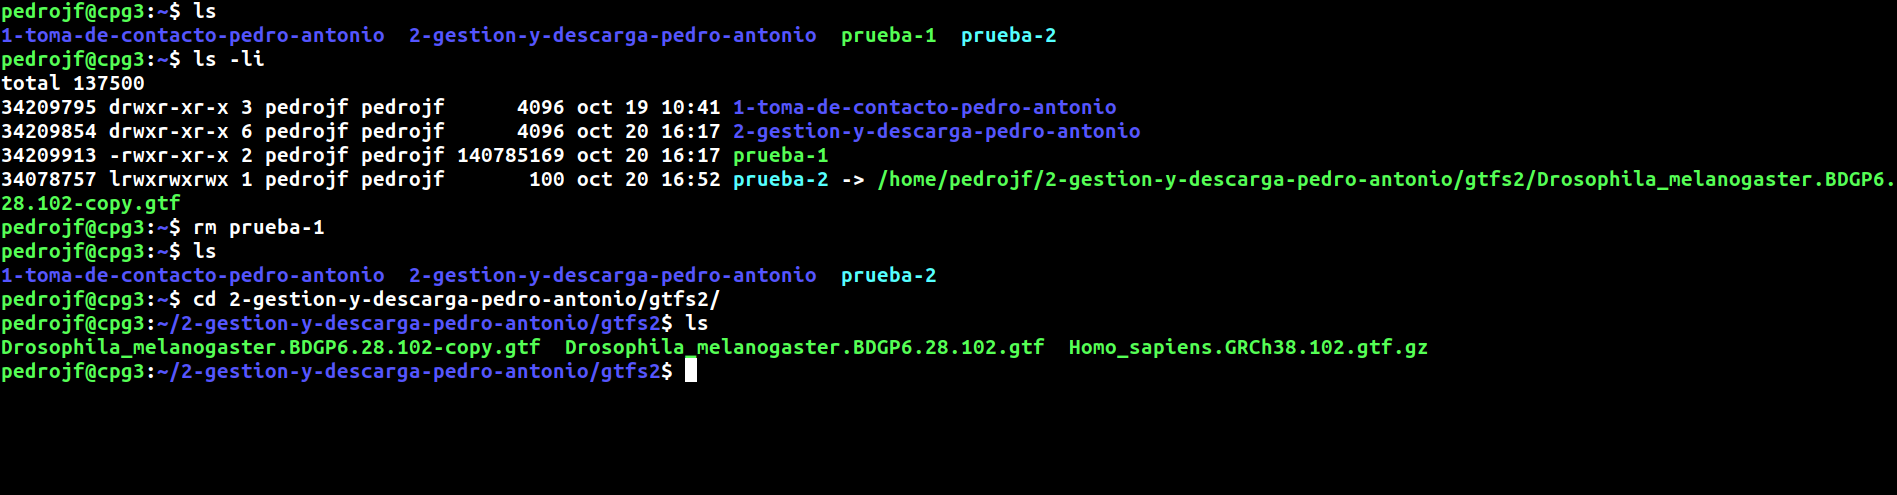 pedrojf@cpg3:~$ ls
1-toma-de-contacto-pedro-antonio  2-gestion-y-descarga-pedro-antonio  prueba-1  prueba-2
pedrojf@cpg3:~$ ls -li
total 137500
34209795 drwxr-xr-x 3 pedrojf pedrojf      4096 oct 19 10:41 1-toma-de-contacto-pedro-antonio
34209854 drwxr-xr-x 6 pedrojf pedrojf      4096 oct 20 16:17 2-gestion-y-descarga-pedro-antonio
34209913 -rwxr-xr-x 2 pedrojf pedrojf 140785169 oct 20 16:17 prueba-1
34078757 lrwxrwxrwx 1 pedrojf pedrojf       100 oct 20 16:52 prueba-2 -> /home/pedrojf/2-gestion-y-descarga-pedro-antonio/gtfs2/Drosophila_melanogaster.BDGP6.
28.102-copy.gtf
pedrojf@cpg3:~$ rm prueba-1
pedrojf@cpg3:~$ ls
1-toma-de-contacto-pedro-antonio  2-gestion-y-descarga-pedro-antonio  prueba-2
pedrojf@cpg3:~$ cd 2-gestion-y-descarga-pedro-antonio/gtfs2/
pedrojf@cpg3:~/2-gestion-y-descarga-pedro-antonio/gtfs2$ ls
Drosophila_melanogaster.BDGP6.28.102-copy.gtf  Drosophila_melanogaster.BDGP6.28.102.gtf  Homo_sapiens.GRCh38.102.gtf.gz
pedrojf@cpg3:~/2-gestion-y-descarga-pedro-antonio/gtfs2$